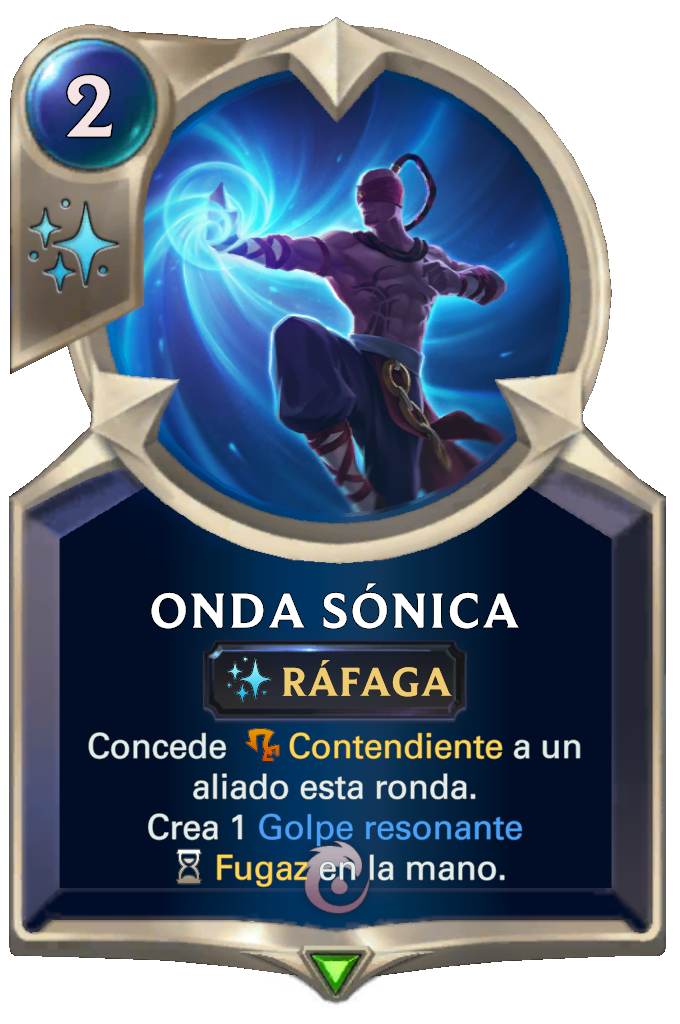 2
ONDA SÓNICA
RÁFAGA
Concede Contendiente a un
aliado esta ronda.
Crea 1 Golpe resonante
Fugaz en la mano.